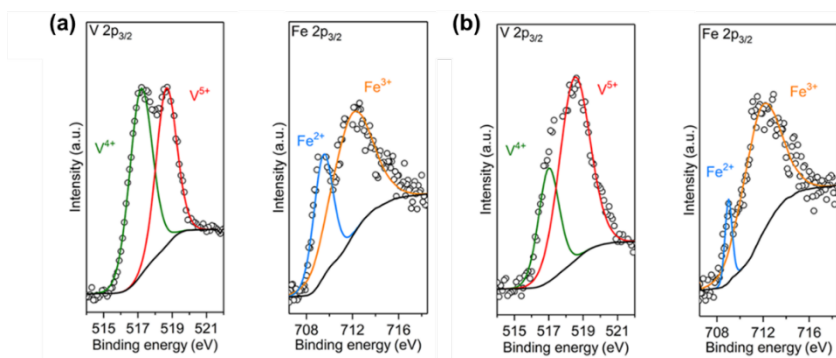 (a)
V 2p3/2
V4+
V5+
Intensity (a.u.)
515 517 519 521
Binding energy (eV)
Fe 2p3/2
Fe2+
Fe3+
Intensity (a.u.)
708 712 716
Binding energy (eV)
(b)
V 2p3/2
V4+
V5+
Intensity (a.u.)
515 517 519 521
Binding energy (eV)
Fe 2p3/2
Fe2+
Fe3+
Intensity (a.u.)
708 712 716
Binding energy (eV)